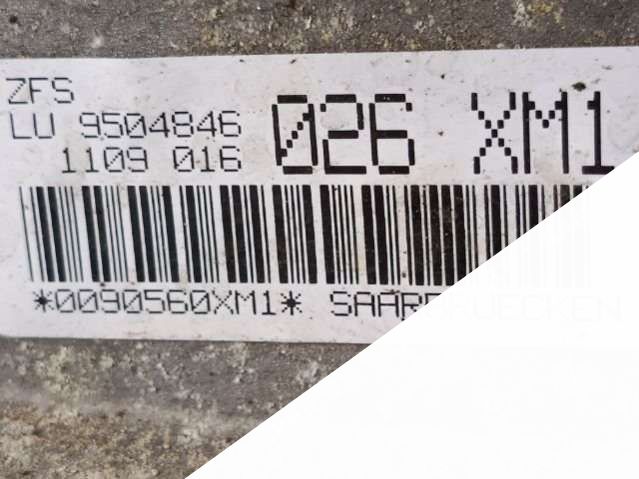 ZFS
LU 9504846 026 XM1
1109 016
*0090560XM1* SAARBRUECKEN